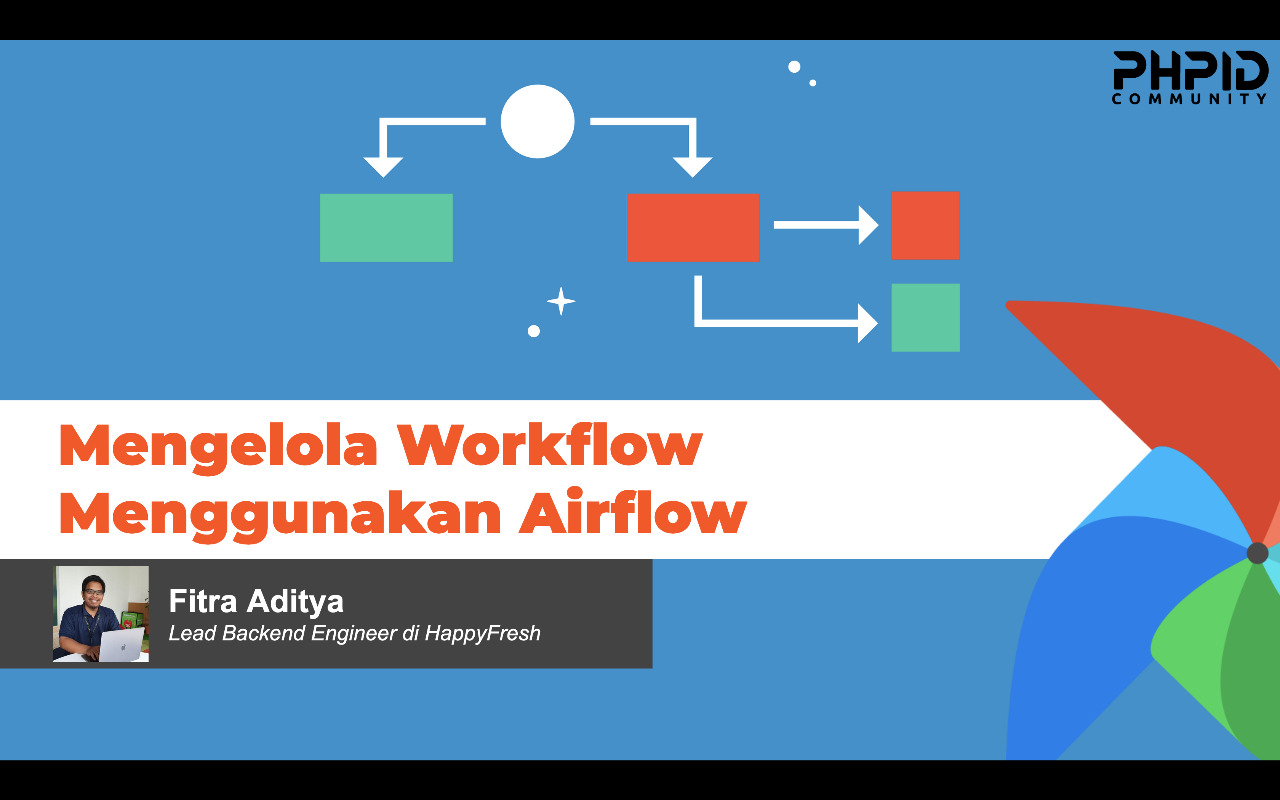 PHPID
COMMUNITY
Mengelola Workflow
Menggunakan Airflow
Fitra Aditya
Lead Backend Engineer di HappyFresh